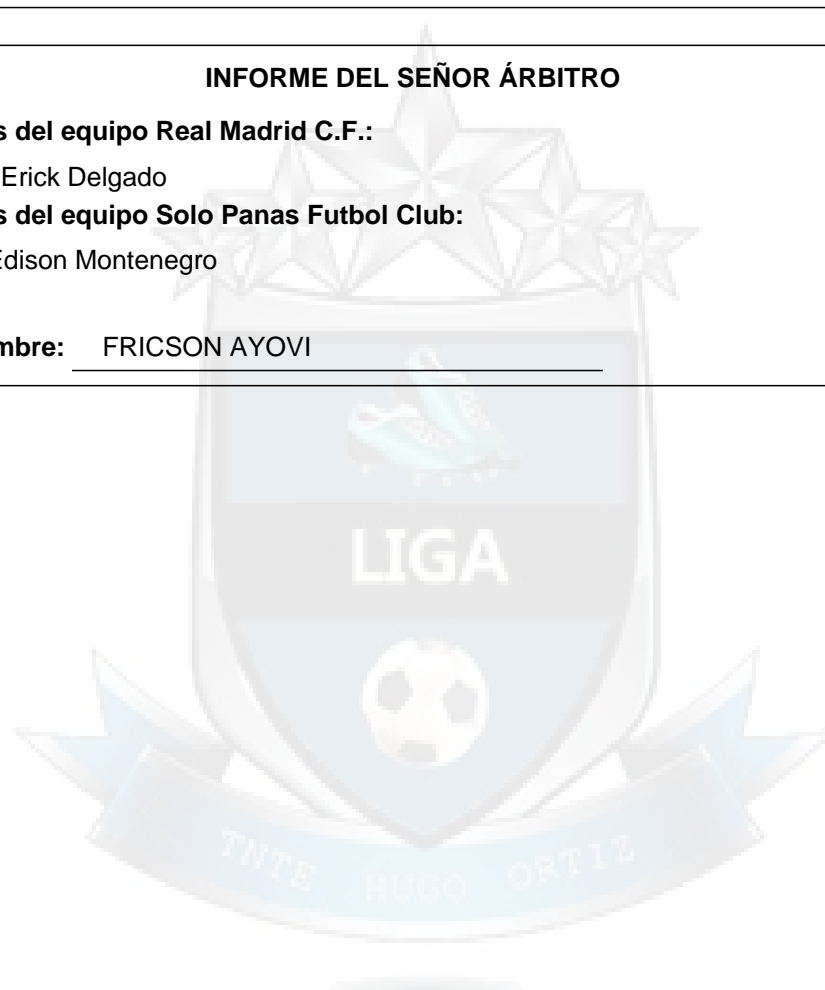 INFORME DEL SEÑOR ÁRBITRO
s del equipo Real Madrid C.F.:
Erick Delgado
s del equipo Solo Panas Futbol Club:
Edison Montenegro
mbre: FRICSON AYOVI
LIGA
TNTE HUGO ORTIZ